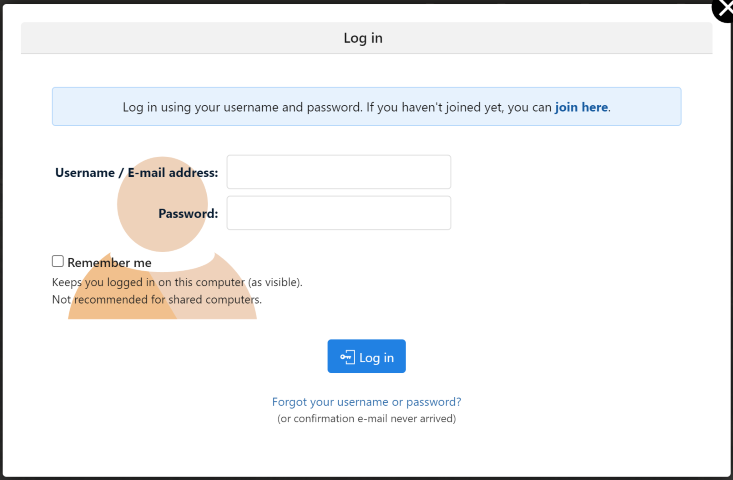 Log in
Log in using your username and password. If you haven't joined yet, you can join here.
Username / E-mail address:
Password:
Remember me
Keeps you logged in on this computer (as visible).
Not recommended for shared computers.
Log in
Forgot your username or password?
(or confirmation e-mail never arrived)